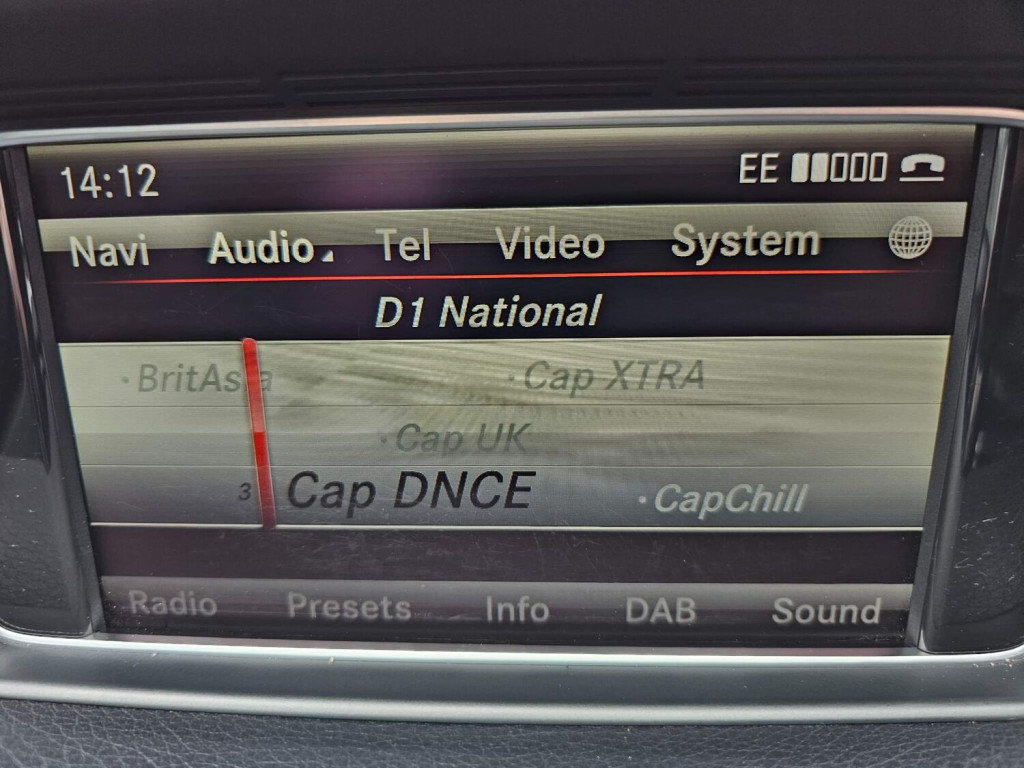 14:12 EE
Navi Audio Tel Video System
D1 National
·BritAsia ·Cap XTRA
·Cap UK
3 Cap DNCE ·CapChill
Radio Presets Info DAB Sound